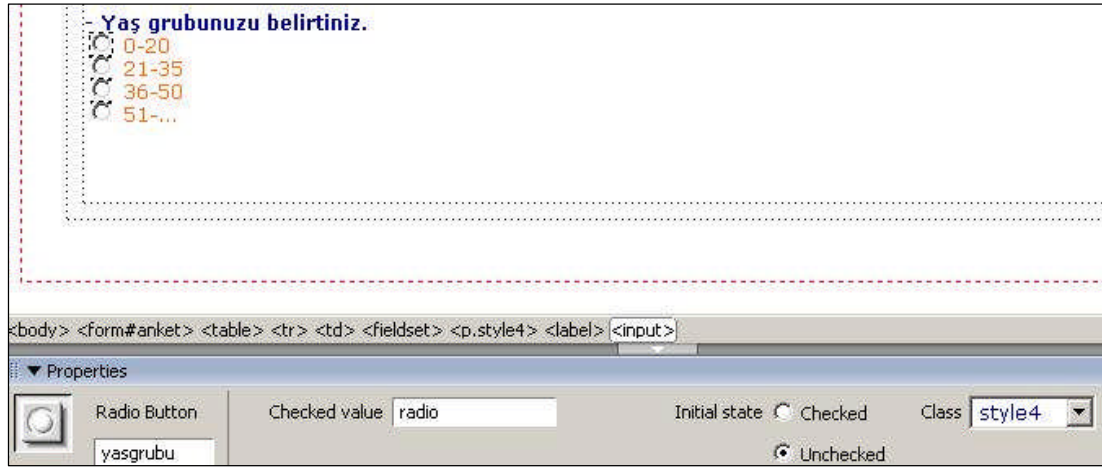 - Yaş grubunuzu belirtiniz.
0-20
21-35
36-50
51-...
<body> <form#anket> <table> <tr> <td> <fieldset> <p.style4> <label> <input>
Properties
Radio Button Checked value radio Initial state Checked Class style4
yasgrubu Unchecked